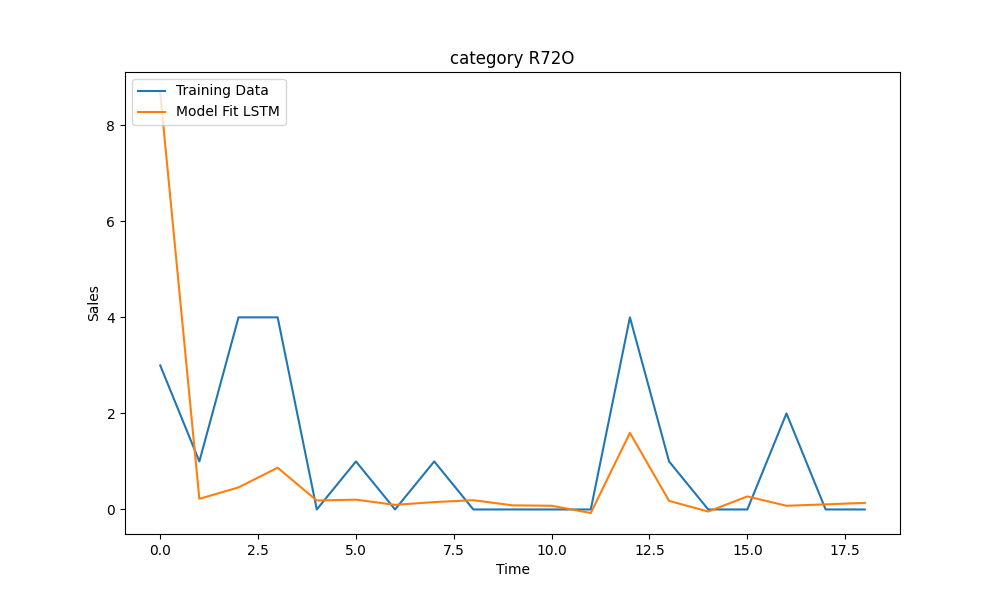 category R72O
Training Data
Model Fit LSTM
Sales
8
6
4
2
0
0.0 2.5 5.0 7.5 10.0 12.5 15.0 17.5
Time